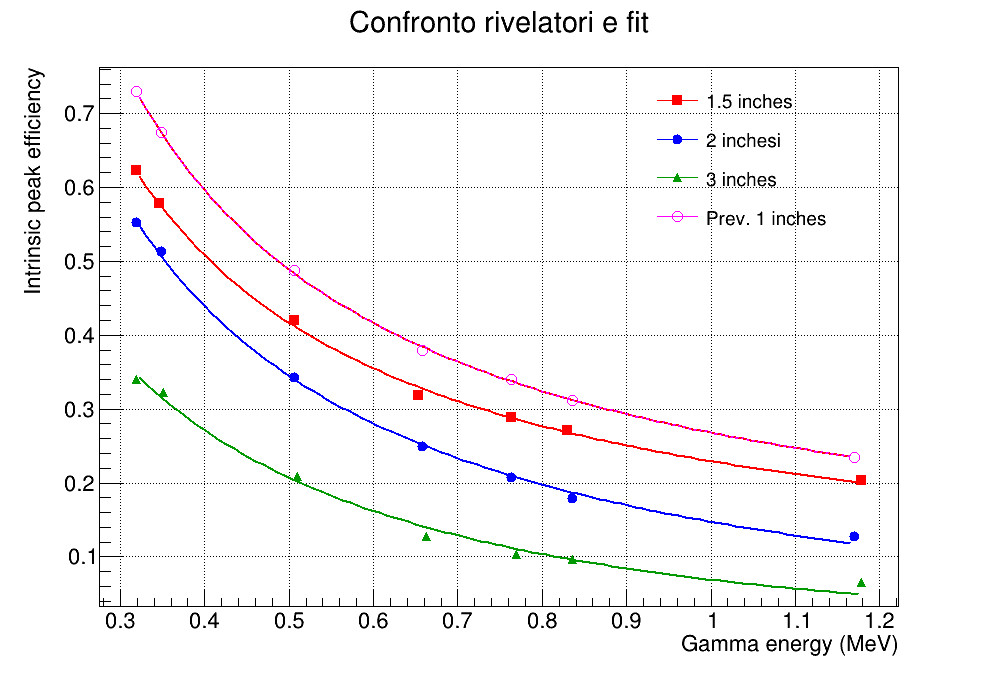 Confronto rivelatori e fit
Intrinsic peak efficiency
0.7
0.6
0.5
0.4
0.3
0.2
0.1
1.5 inches
2 inchesi
3 inches
Prev. 1 inches
0.3 0.4 0.5 0.6 0.7 0.8 0.9 1 1.1 1.2
Gamma energy (MeV)